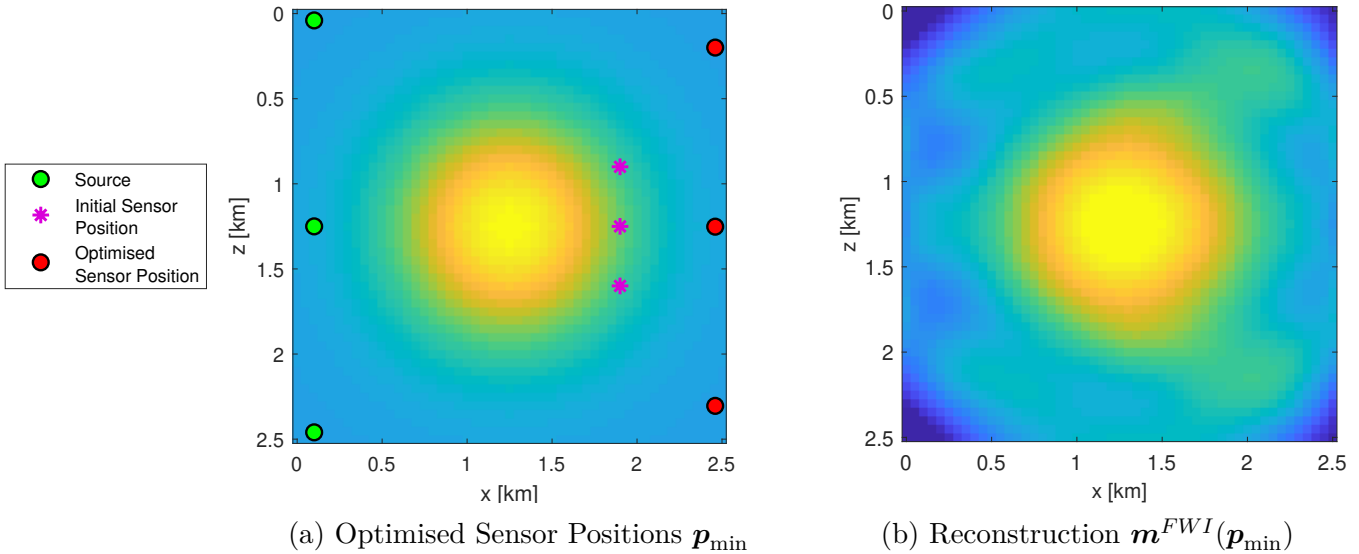 Source
Initial Sensor
Position
Optimised
Sensor Position
0
0.5
1
1.5
2
2.5
z [km]
0 0.5 1 1.5 2 2.5
x [km]
(a) Optimised Sensor Positions p_min
0
0.5
1
1.5
2
2.5
z [km]
0 0.5 1 1.5 2 2.5
x [km]
(b) Reconstruction m^{FWI}(p_min)